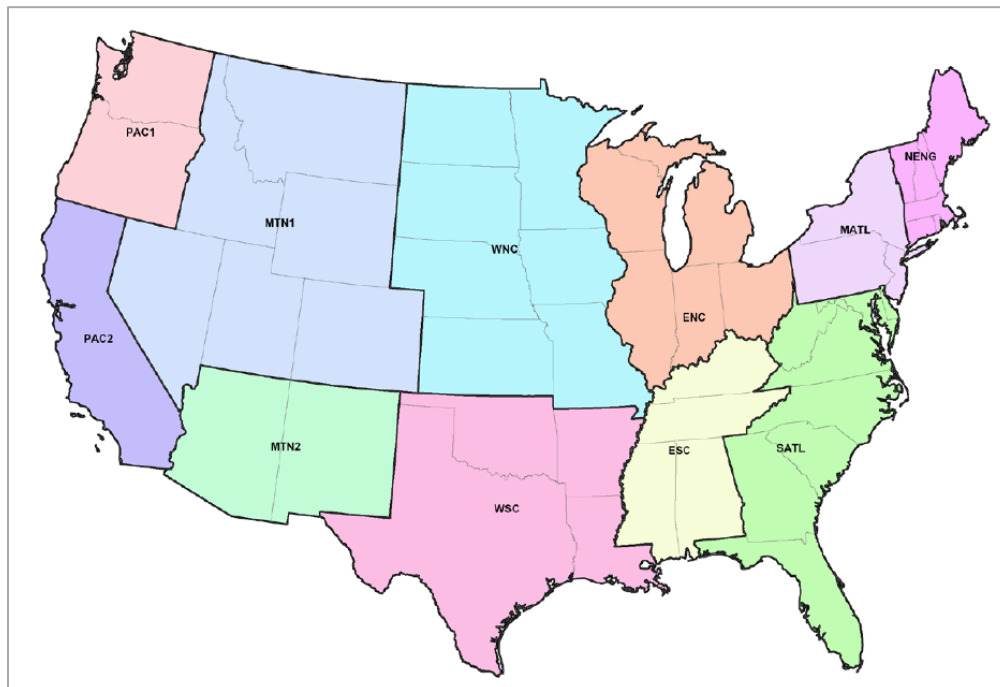 PAC1
NENG
MTN1
MATL
WNC
ENC
PAC2
MTN2
ESC
SATL
WSC